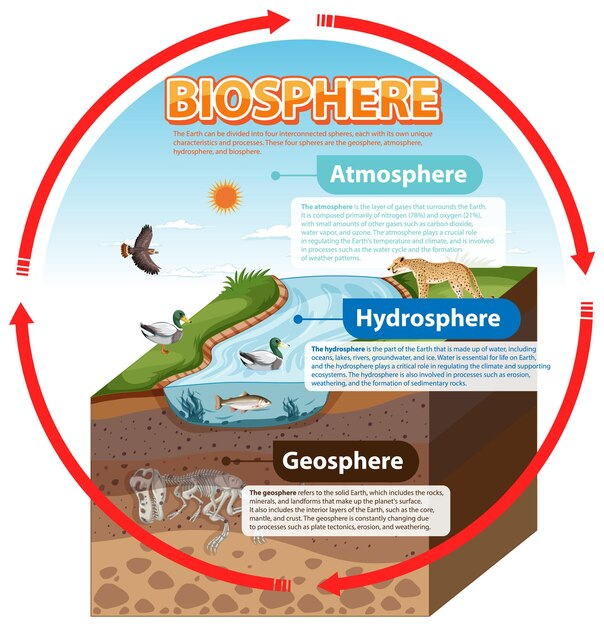 BIOSPHERE
The Earth can be divided into four interconnected spheres, each with its own unique
characteristics and processes. These four spheres are the geosphere, atmosphere,
hydrosphere, and biosphere.
Atmosphere
The atmosphere is the layer of gases that surrounds the Earth.
It is composed primarily of nitrogen (78%) and oxygen (21%),
with small amounts of other gases such as carbon dioxide,
water vapor, and ozone. The atmosphere plays a crucial role
in regulating the Earth's temperature and climate, and is involved
in processes such as the water cycle and the formation
of weather patterns.
Hydrosphere
The hydrosphere is the part of the Earth that is made up of water, including
oceans, lakes, rivers, groundwater, and ice. Water is essential for life on Earth,
and the hydrosphere plays a critical role in regulating the climate and supporting
ecosystems. The hydrosphere is also involved in processes such as erosion,
weathering, and the formation of sedimentary rocks.
Geosphere
The geosphere refers to the solid Earth, which includes the rocks,
minerals, and landforms that make up the planet's surface.
It also includes the interior layers of the Earth, such as the core,
mantle, and crust. The geosphere is constantly changing due
to processes such as plate tectonics, erosion, and weathering.